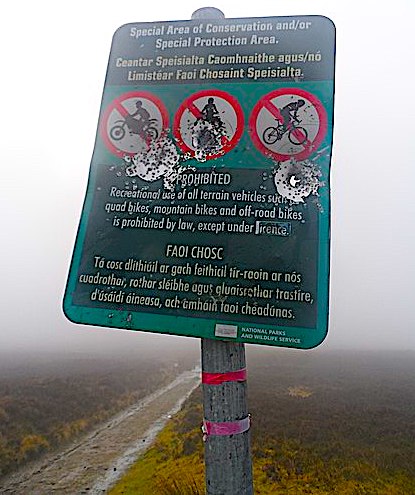 Special Area of Conservation and/or
Special Protection Area.
Ceantar Speisialta Caomhnaithe agus/nó
Limistéar Faoi Chosaint Speisialta.
PROHIBITED
Recreational use of all terrain vehicles such
quad bikes, mountain bikes and off-road bikes
is prohibited by law, except under licence.
FAOI CHOSC
Tá cosc dlíthiúil ar gach feithicil tír-raoin ar nós
cuadrothar, rothar sléibhe agus gluaisrothar trastíre,
d'úsáidí áineasa, ach amháin faoi cheadúnas.
NATIONAL PARKS
AND WILDLIFE SERVICE